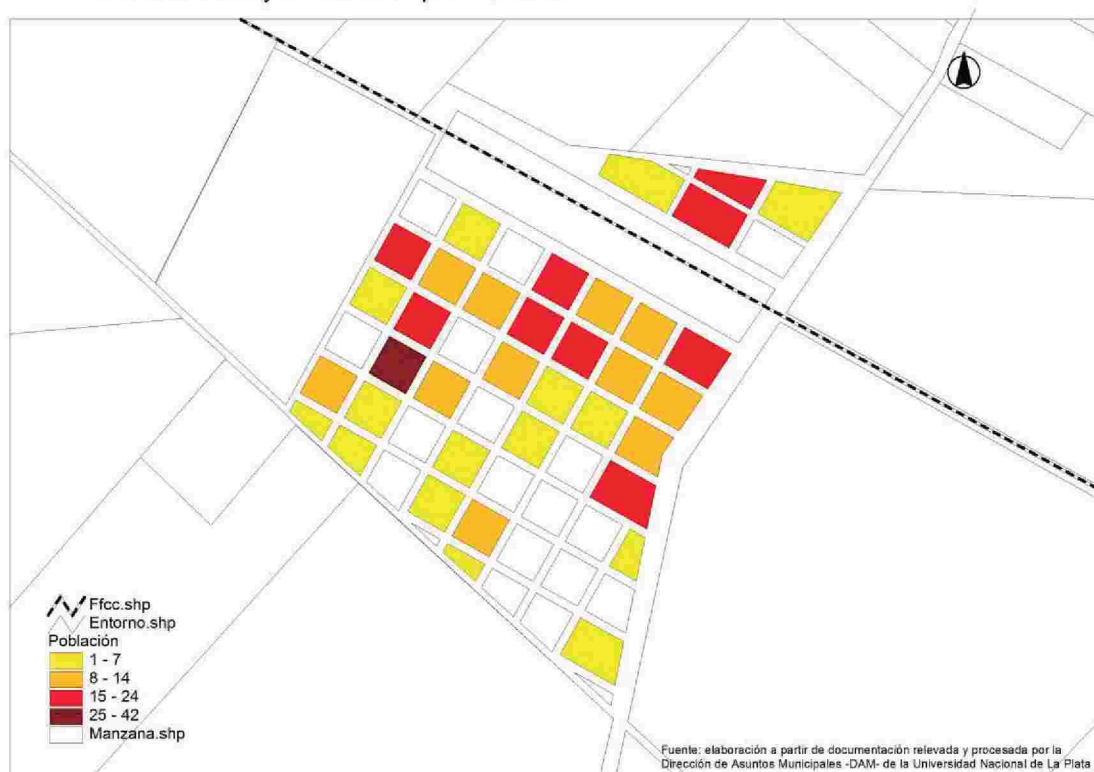 Ffcc.shp
Entorno.shp
Población
1 - 7
8 - 14
15 - 24
25 - 42
Manzana.shp
Fuente: elaboración a partir de documentación relevada y procesada por la
Dirección de Asuntos Municipales -DAM- de la Universidad Nacional de La Plata